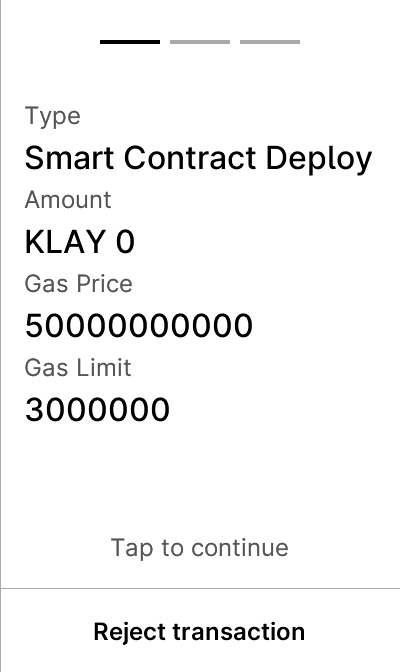 Type
Smart Contract Deploy
Amount
KLAY 0
Gas Price
50000000000
Gas Limit
3000000
Tap to continue
Reject transaction